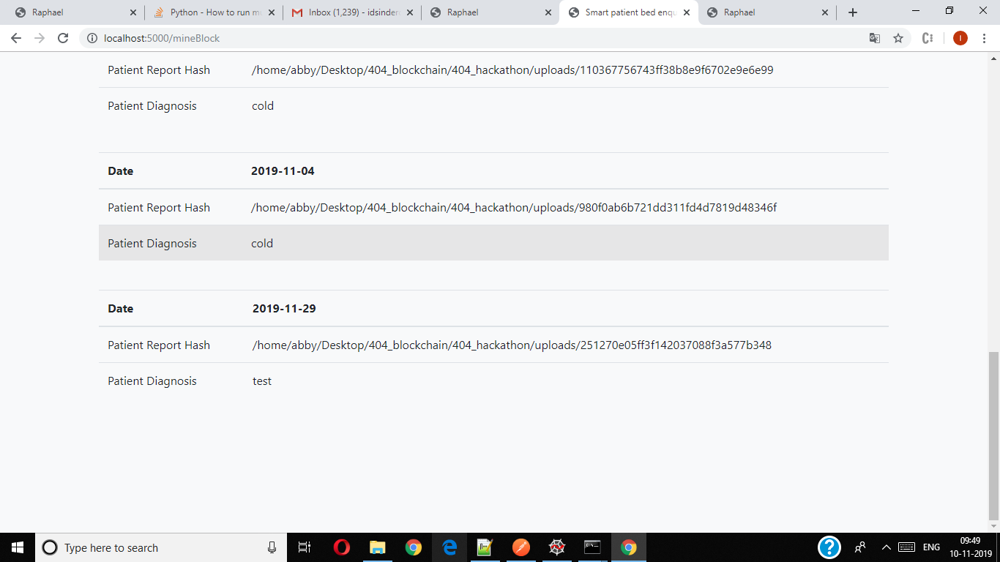 Raphael
Python - How to run mu
Inbox (1,239) - idsinder
Raphael
Smart patient bed enqu
Raphael
localhost:5000/mineBlock
Patient Report Hash /home/abby/Desktop/404_blockchain/404_hackathon/uploads/110367756743ff38b8e9f6702e9e6e99
Patient Diagnosis cold
Date 2019-11-04
Patient Report Hash /home/abby/Desktop/404_blockchain/404_hackathon/uploads/980f0ab6b721dd311fd4d7819d48346f
Patient Diagnosis cold
Date 2019-11-29
Patient Report Hash /home/abby/Desktop/404_blockchain/404_hackathon/uploads/251270e05ff3f142037088f3a577b348
Patient Diagnosis test
Type here to search
ENG
09:49
10-11-2019